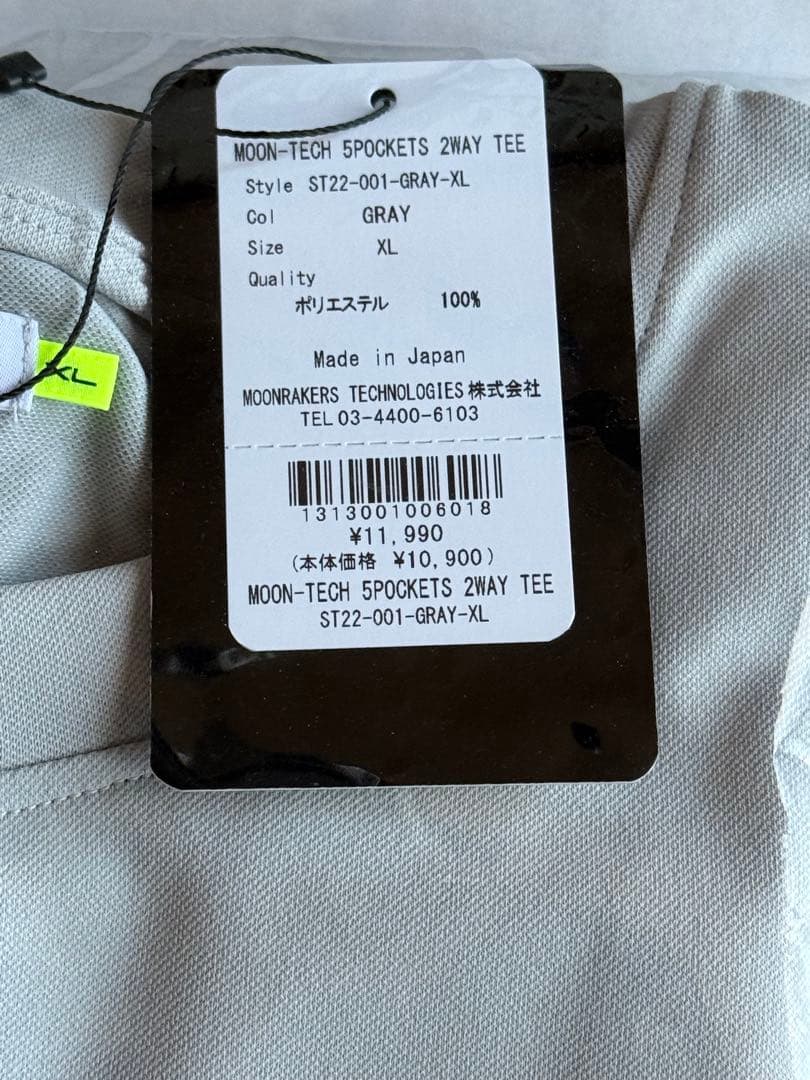 MOON-TECH 5POCKETS 2WAY TEE
Style ST22-001-GRAY-XL
Col GRAY
Size XL
Quality
ポリエステル 100%
Made in Japan
MOONRAKERS TECHNOLOGIES株式会社
TEL 03-4400-6103
1313001006018
¥11,990
(本体価格 ¥10,900)
MOON-TECH 5POCKETS 2WAY TEE
ST22-001-GRAY-XL
XL